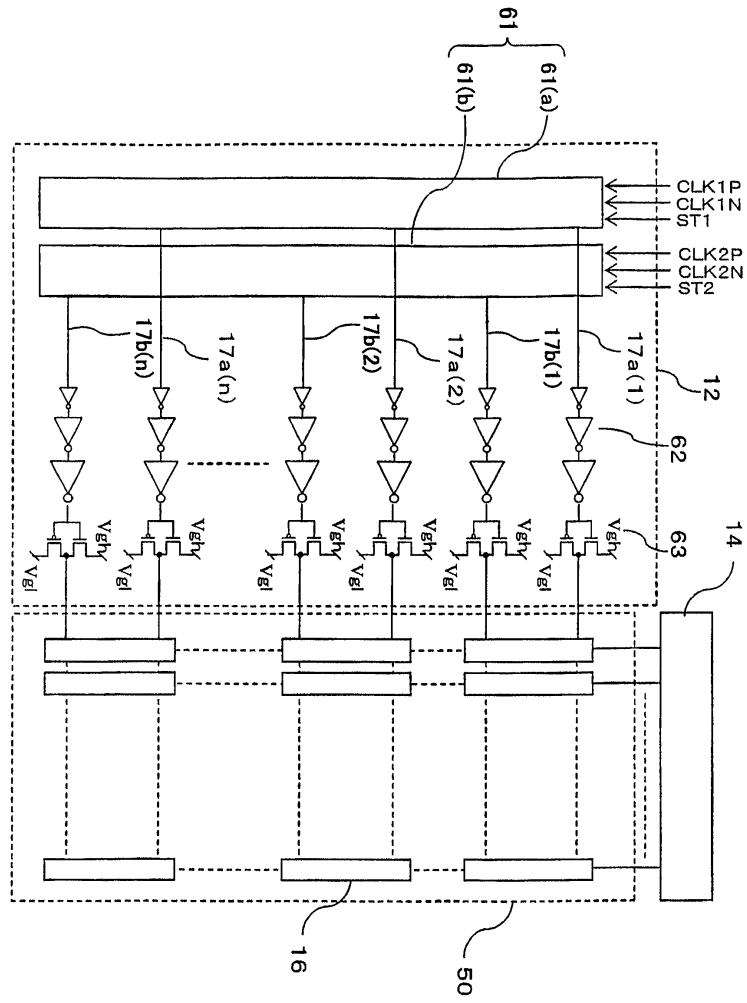 61
61(a)
61(b)
CLK1P
CLK1N
ST1
CLK2P
CLK2N
ST2
12
17a(1)
17b(1)
17a(2)
17b(2)
17a(n)
17b(n)
62
63
14
Vgh
Vgl
Vgh
Vgl
Vgh
Vgl
Vgh
Vgl
Vgh
Vgl
Vgh
Vgl
16
50